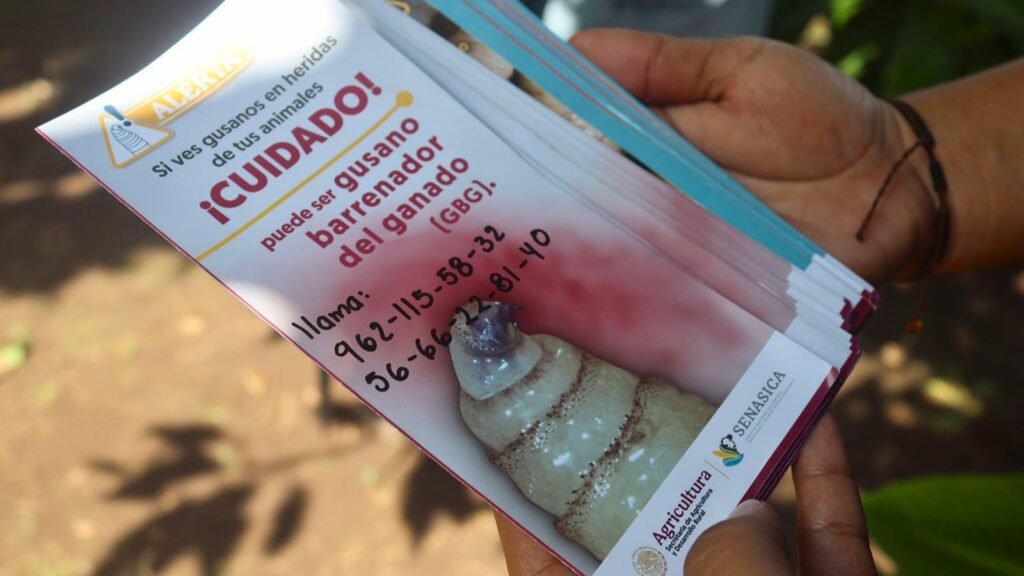 ALERTA
Si ves gusanos en heridas
de tus animales
¡CUIDADO!
puede ser gusano
barrenador
del ganado
(GBG).
llama:
962-115-58-32
56-66-22-81-40
Agricultura
Secretaría de Agricultura
y Desarrollo Rural
SENASICA